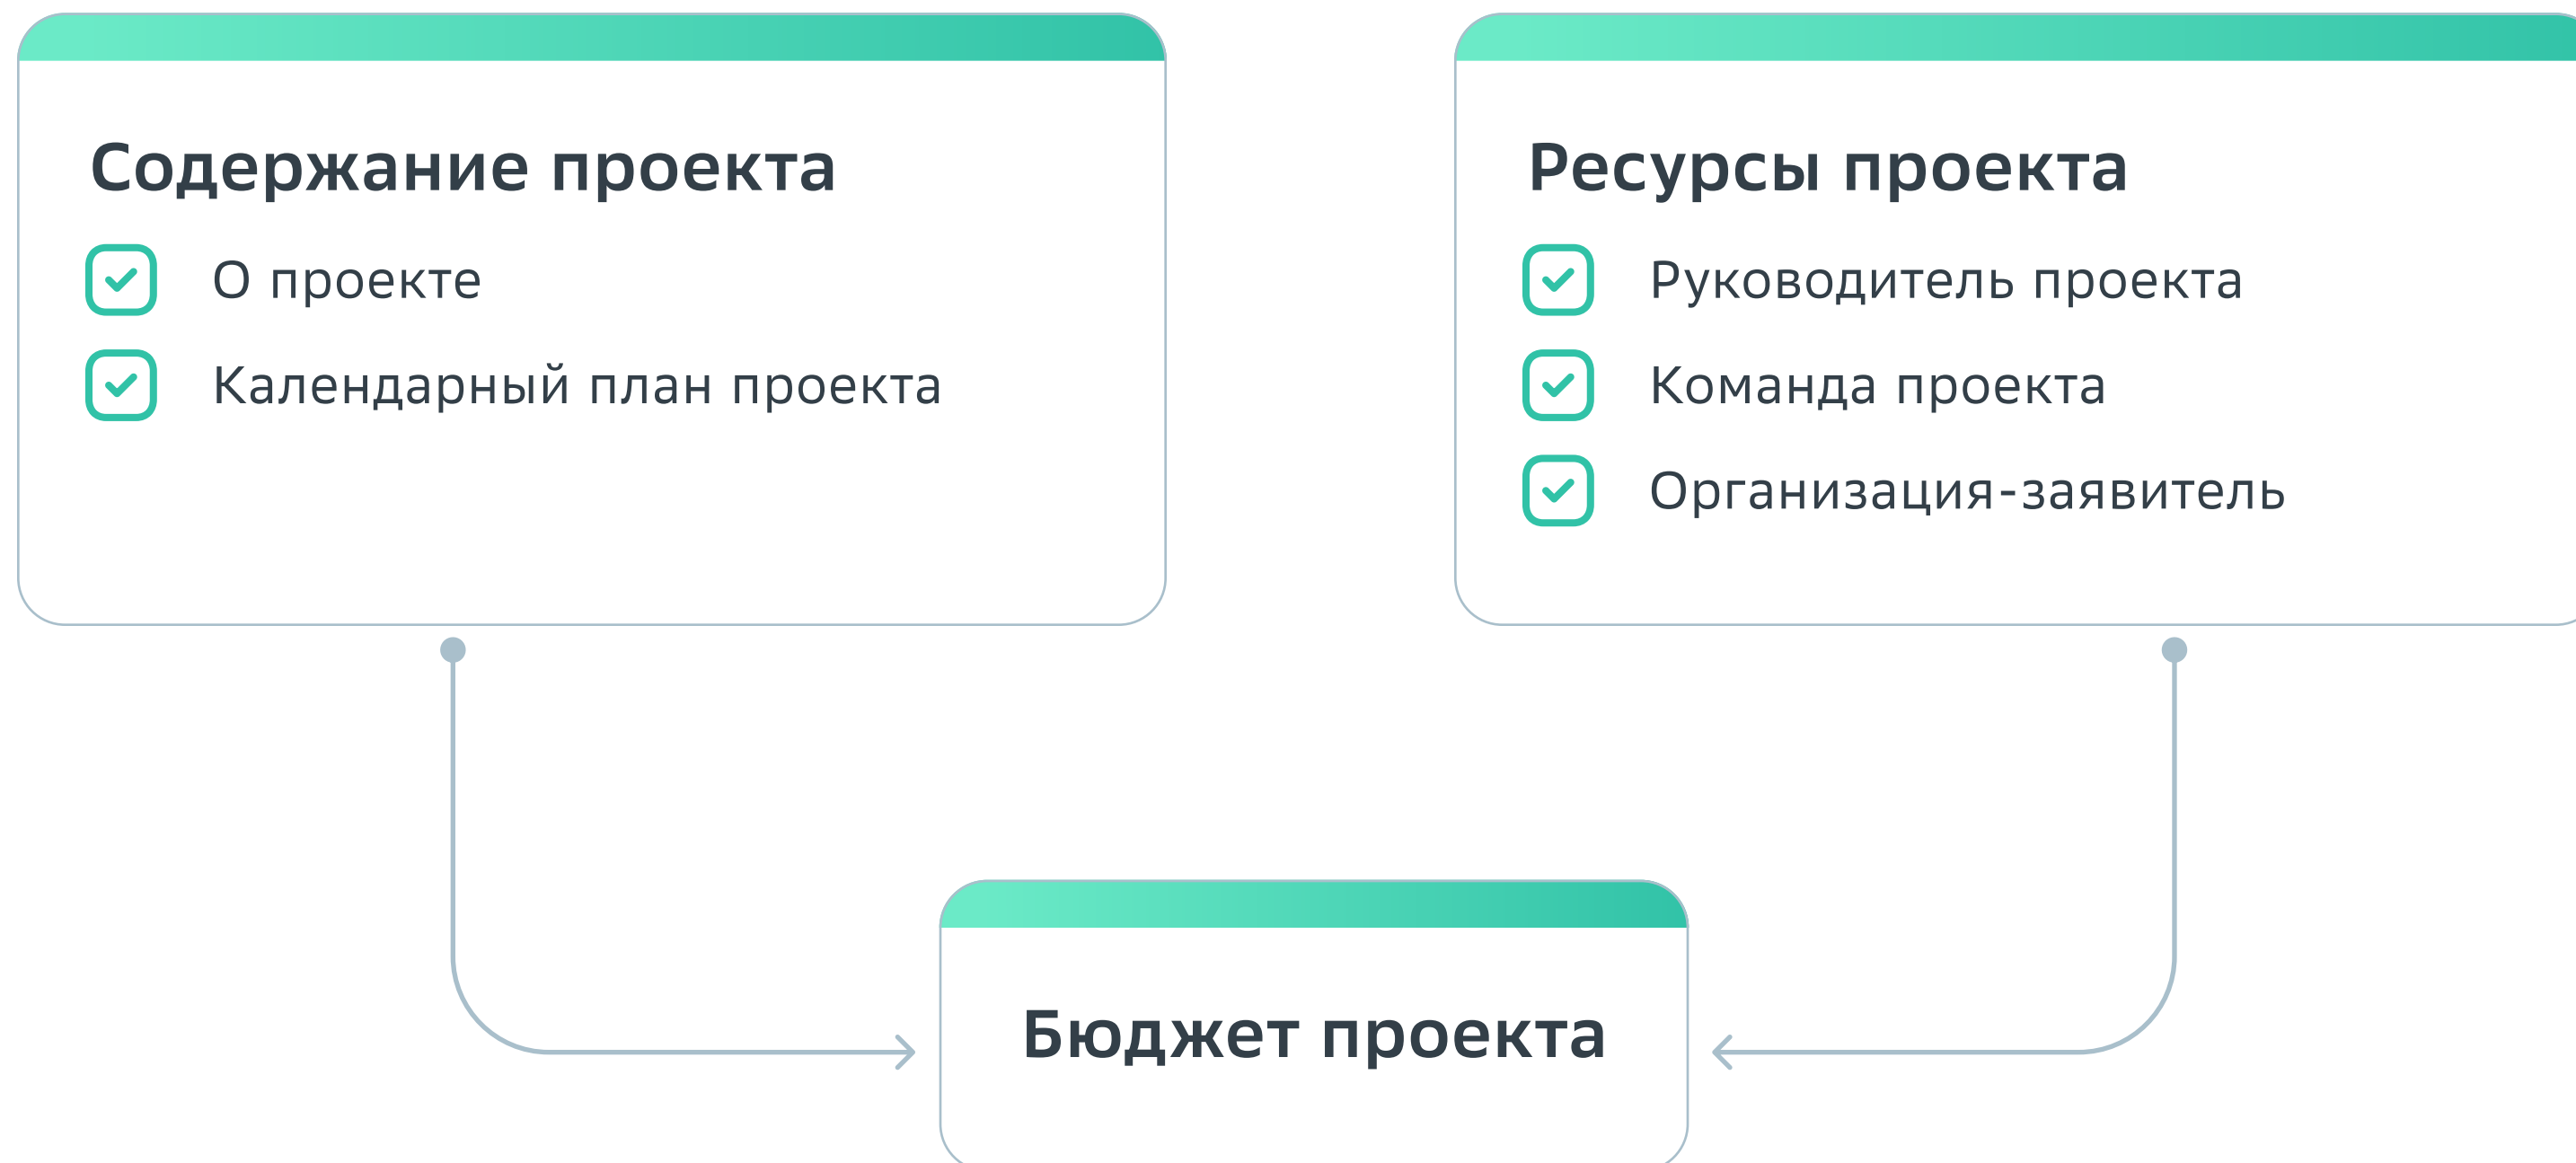 Содержание проекта
О проекте
Календарный план проекта
Ресурсы проекта
Руководитель проекта
Команда проекта
Организация-заявитель
Бюджет проекта